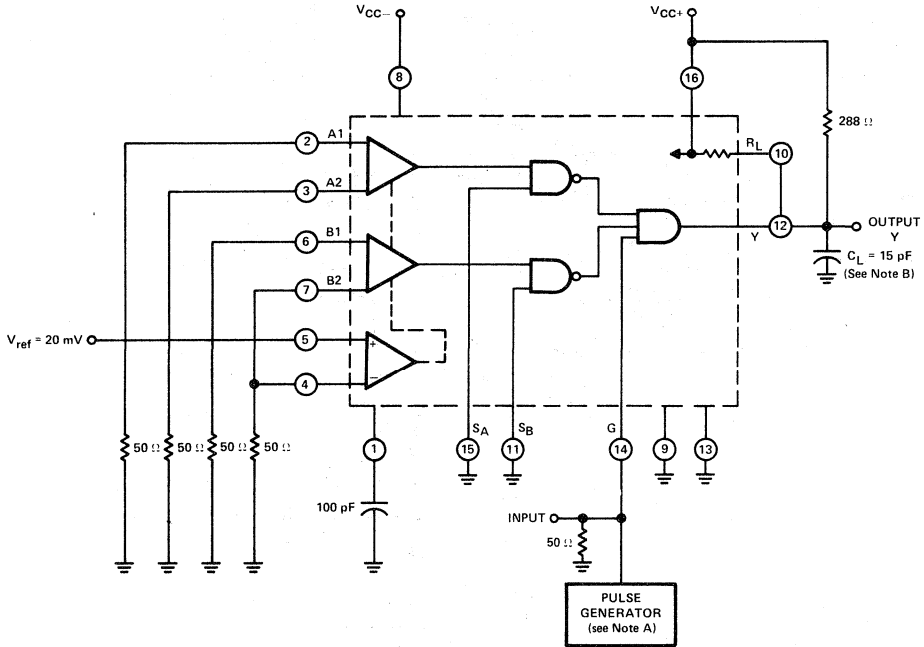 VCC−
VCC+
8
16
288 Ω
2 A1
RL 10
3 A2
6 B1
Y 12
OUTPUT
Y
CL = 15 pF
(See Note B)
7 B2
Vref = 20 mV
5 +
4 −
50 Ω 50 Ω 50 Ω 50 Ω
1
SA
15
SB
11
G
14
9
13
100 pF
INPUT
50 Ω
PULSE
GENERATOR
(see Note A)